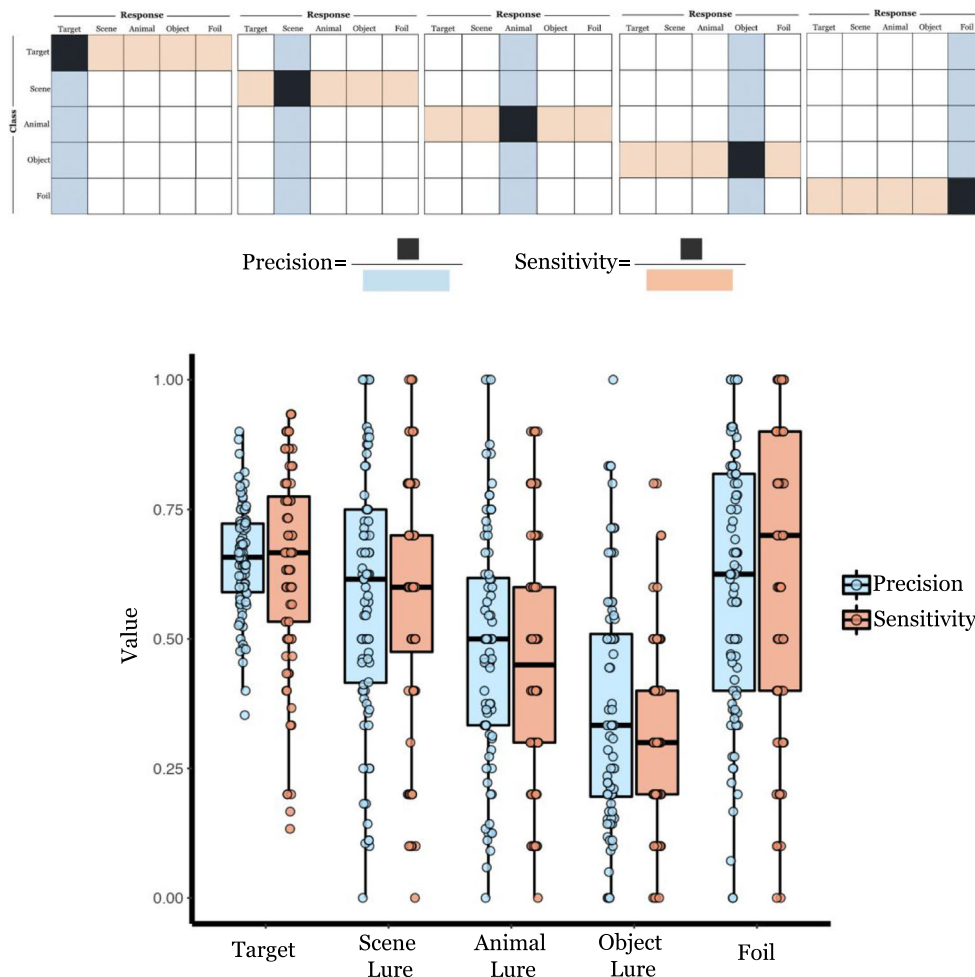 Response Response Response Response Response
Target Scene Animal Object Foil Target Scene Animal Object Foil Target Scene Animal Object Foil Target Scene Animal Object Foil Target Scene Animal Object Foil
Class
Target
Scene
Animal
Object
Foil
Precision= Sensitivity=
Value
1.00
0.75
0.50
0.25
0.00
Precision
Sensitivity
Target Scene Lure Animal Lure Object Lure Foil